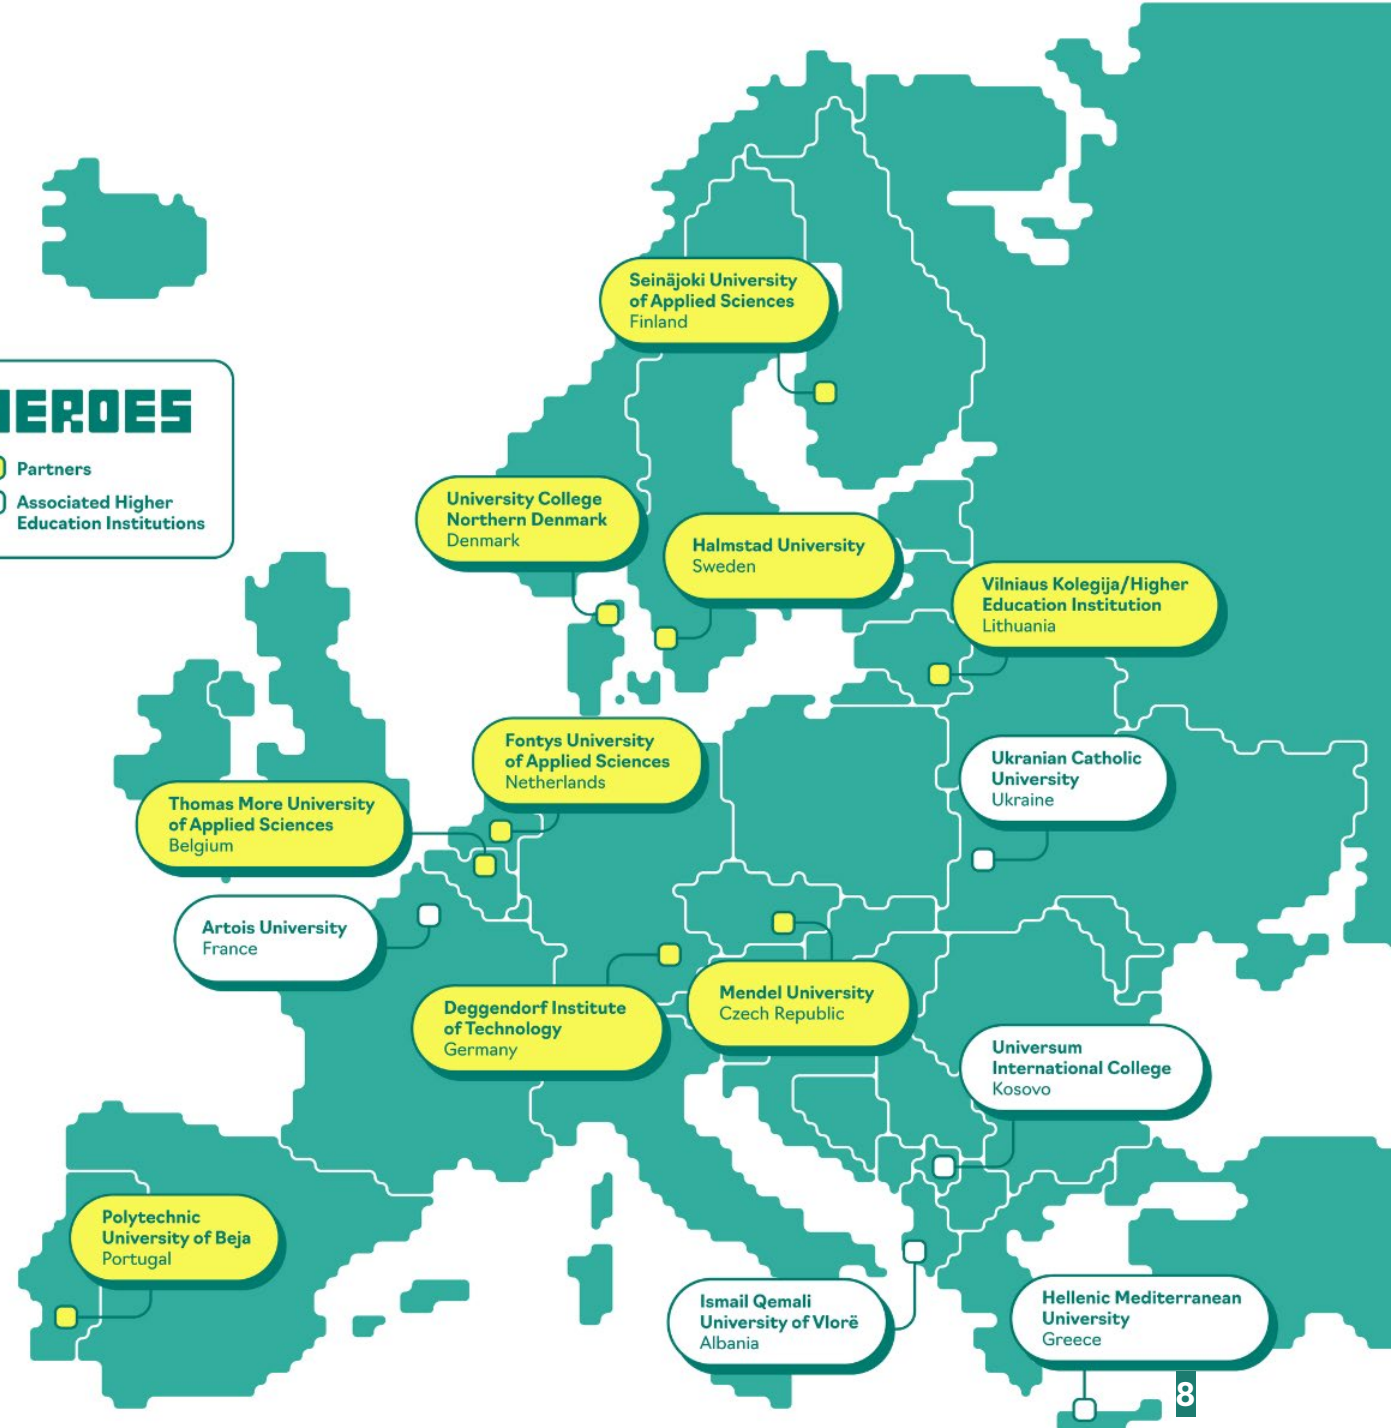 Seinäjoki University
of Applied Sciences
Finland
HEROES
Partners
Associated Higher
Education Institutions
University College
Northern Denmark
Denmark
Halmstad University
Sweden
Vilniaus Kolegija/Higher
Education Institution
Lithuania
Fontys University
of Applied Sciences
Netherlands
Ukranian Catholic
University
Ukraine
Thomas More University
of Applied Sciences
Belgium
Artois University
France
Deggendorf Institute
of Technology
Germany
Mendel University
Czech Republic
Universum
International College
Kosovo
Polytechnic
University of Beja
Portugal
Ismail Qemali
University of Vlorë
Albania
Hellenic Mediterranean
University
Greece
8